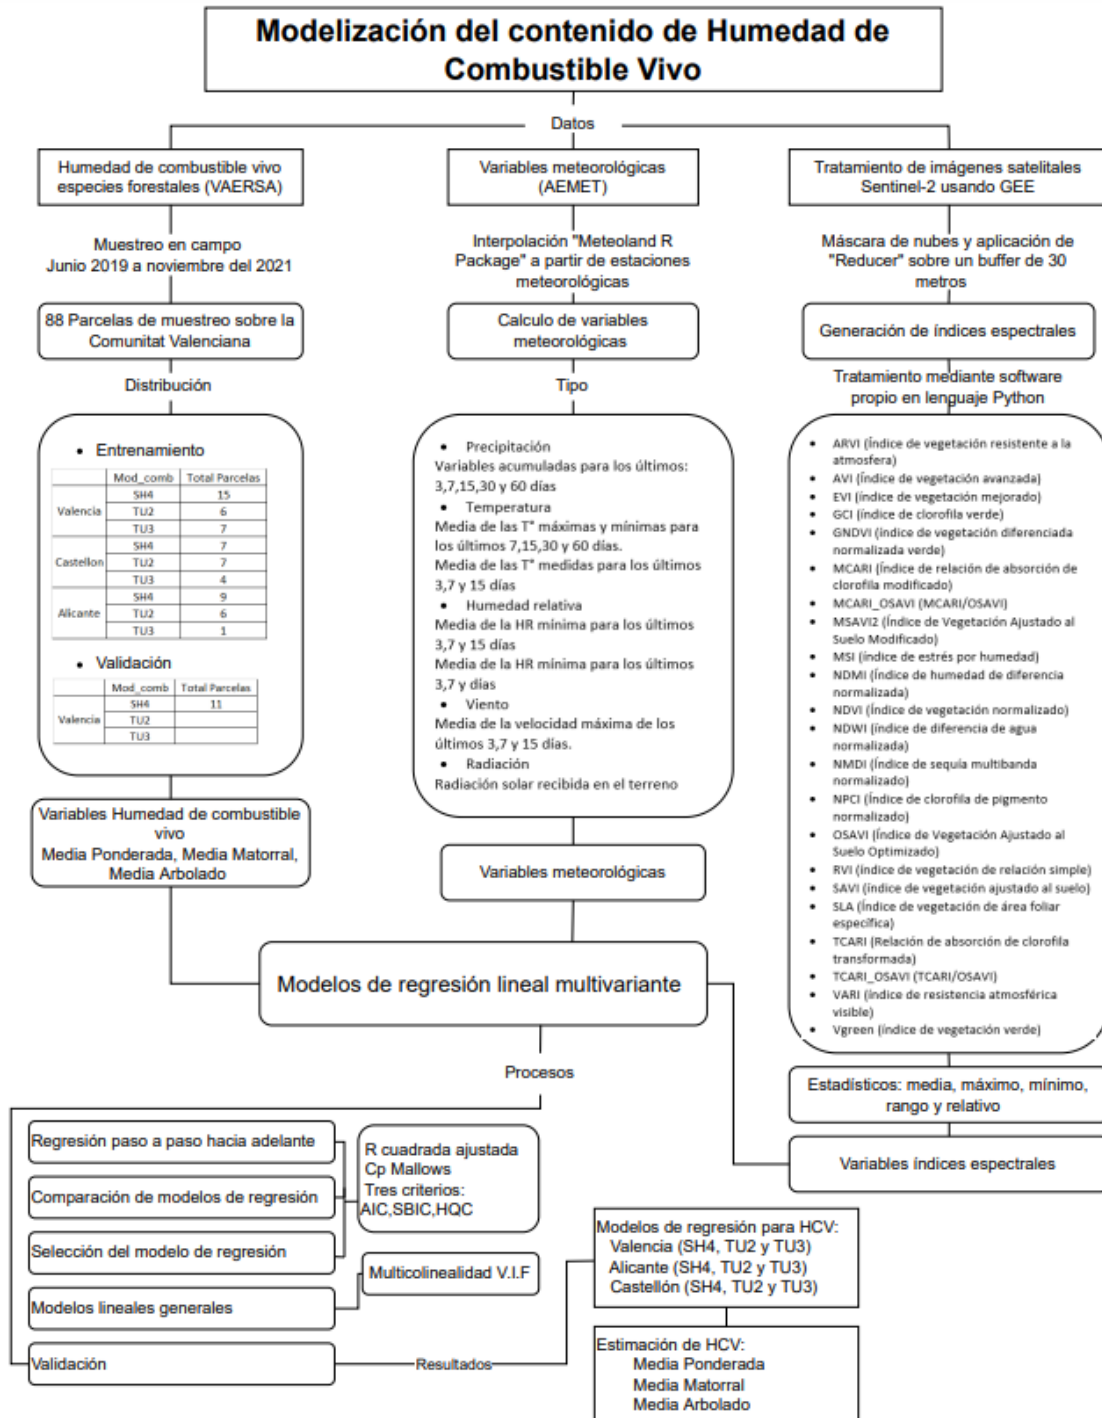 Modelización del contenido de Humedad de
Combustible Vivo
Datos
Humedad de combustible vivo
especies forestales (VAERSA)
Muestreo en campo
Junio 2019 a noviembre del 2021
88 Parcelas de muestreo sobre la
Comunitat Valenciana
Distribución
• Entrenamiento
Mod_comb Total Parcelas
Valencia
SH4 15
TU2 6
TU3 7
Castellon
SH4 7
TU2 7
TU3 4
Alicante
SH4 9
TU2 6
TU3 1
• Validación
Mod_comb Total Parcelas
Valencia
SH4 11
TU2
TU3
Variables Humedad de combustible
vivo
Media Ponderada, Media Matorral,
Media Arbolado
Variables meteorológicas
(AEMET)
Interpolación "Meteoland R
Package" a partir de estaciones
meteorológicas
Calculo de variables
meteorológicas
Tipo
• Precipitación
Variables acumuladas para los últimos:
3,7,15,30 y 60 días
• Temperatura
Media de las T° máximas y mínimas para
los últimos 7,15,30 y 60 días.
Media de las T° medidas para los últimos
3,7 y 15 días
• Humedad relativa
Media de la HR mínima para los últimos
3,7 y 15 días
Media de la HR mínima para los últimos
3,7 y días
• Viento
Media de la velocidad máxima de los
últimos 3,7 y 15 días.
• Radiación
Radiación solar recibida en el terreno
Variables meteorológicas
Tratamiento de imágenes satelitales
Sentinel-2 usando GEE
Máscara de nubes y aplicación de
"Reducer" sobre un buffer de 30
metros
Generación de índices espectrales
Tratamiento mediante software
propio en lenguaje Python
• ARVI (Índice de vegetación resistente a la
atmosfera)
• AVI (Índice de vegetación avanzada)
• EVI (índice de vegetación mejorado)
• GCI (índice de clorofila verde)
• GNDVI (índice de vegetación diferenciada
normalizada verde)
• MCARI (Índice de relación de absorción de
clorofila modificado)
• MCARI_OSAVI (MCARI/OSAVI)
• MSAVI2 (Índice de Vegetación Ajustado al
Suelo Modificado)
• MSI (índice de estrés por humedad)
• NDMI (Índice de humedad de diferencia
normalizada)
• NDVI (Índice de vegetación normalizado)
• NDWI (Índice de diferencia de agua
normalizada)
• NMDI (Índice de sequía multibanda
normalizado)
• NPCI (Índice de clorofila de pigmento
normalizado)
• OSAVI (Índice de Vegetación Ajustado al
Suelo Optimizado)
• RVI (índice de vegetación de relación simple)
• SAVI (índice de vegetación ajustado al suelo)
• SLA (Índice de vegetación de área foliar
específica)
• TCARI (Relación de absorción de clorofila
transformada)
• TCARI_OSAVI (TCARI/OSAVI)
• VARI (índice de resistencia atmosférica
visible)
• Vgreen (índice de vegetación verde)
Estadísticos: media, máximo, mínimo,
rango y relativo
Variables índices espectrales
Modelos de regresión lineal multivariante
Procesos
Regresión paso a paso hacia adelante
Comparación de modelos de regresión
Selección del modelo de regresión
Modelos lineales generales
Validación
R cuadrada ajustada
Cp Mallows
Tres criterios:
AIC,SBIC,HQC
Multicolinealidad V.I.F
Resultados
Modelos de regresión para HCV:
Valencia (SH4, TU2 y TU3)
Alicante (SH4, TU2 y TU3)
Castellón (SH4, TU2 y TU3)
Estimación de HCV:
Media Ponderada
Media Matorral
Media Arbolado